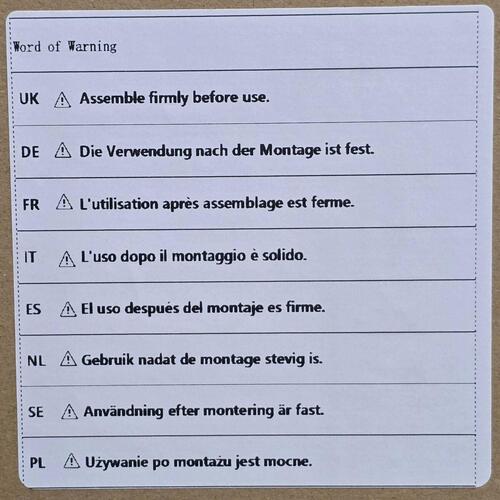 Word of Warning
UK ⚠ Assemble firmly before use.
DE ⚠ Die Verwendung nach der Montage ist fest.
FR ⚠ L'utilisation après assemblage est ferme.
IT ⚠ L'uso dopo il montaggio è solido.
ES ⚠ El uso después del montaje es firme.
NL ⚠ Gebruik nadat de montage stevig is.
SE ⚠ Användning efter montering är fast.
PL ⚠ Używanie po montażu jest mocne.